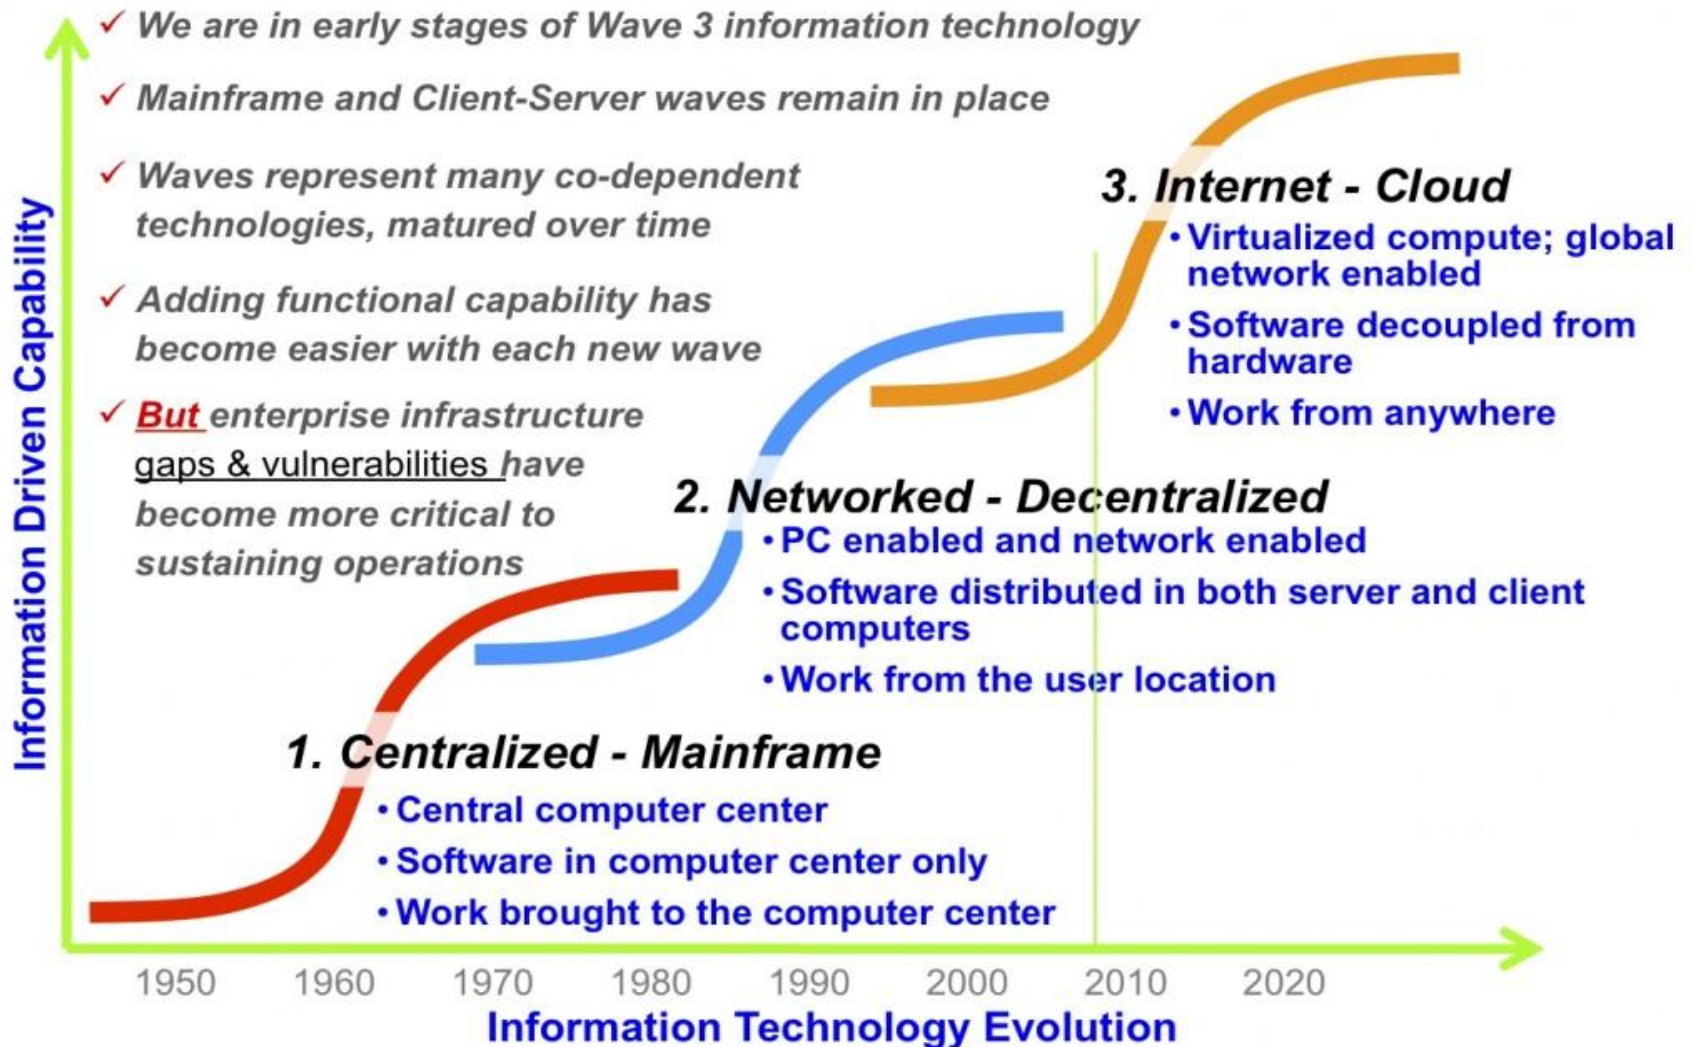 ✓ We are in early stages of Wave 3 information technology
✓ Mainframe and Client-Server waves remain in place
✓ Waves represent many co-dependent
technologies, matured over time
✓ Adding functional capability has
become easier with each new wave
✓ But enterprise infrastructure
gaps & vulnerabilities have
become more critical to
sustaining operations
3. Internet - Cloud
• Virtualized compute; global
network enabled
• Software decoupled from
hardware
• Work from anywhere
2. Networked - Decentralized
• PC enabled and network enabled
• Software distributed in both server and client
computers
• Work from the user location
1. Centralized - Mainframe
• Central computer center
• Software in computer center only
• Work brought to the computer center
Information Driven Capability
1950 1960 1970 1980 1990 2000 2010 2020
Information Technology Evolution